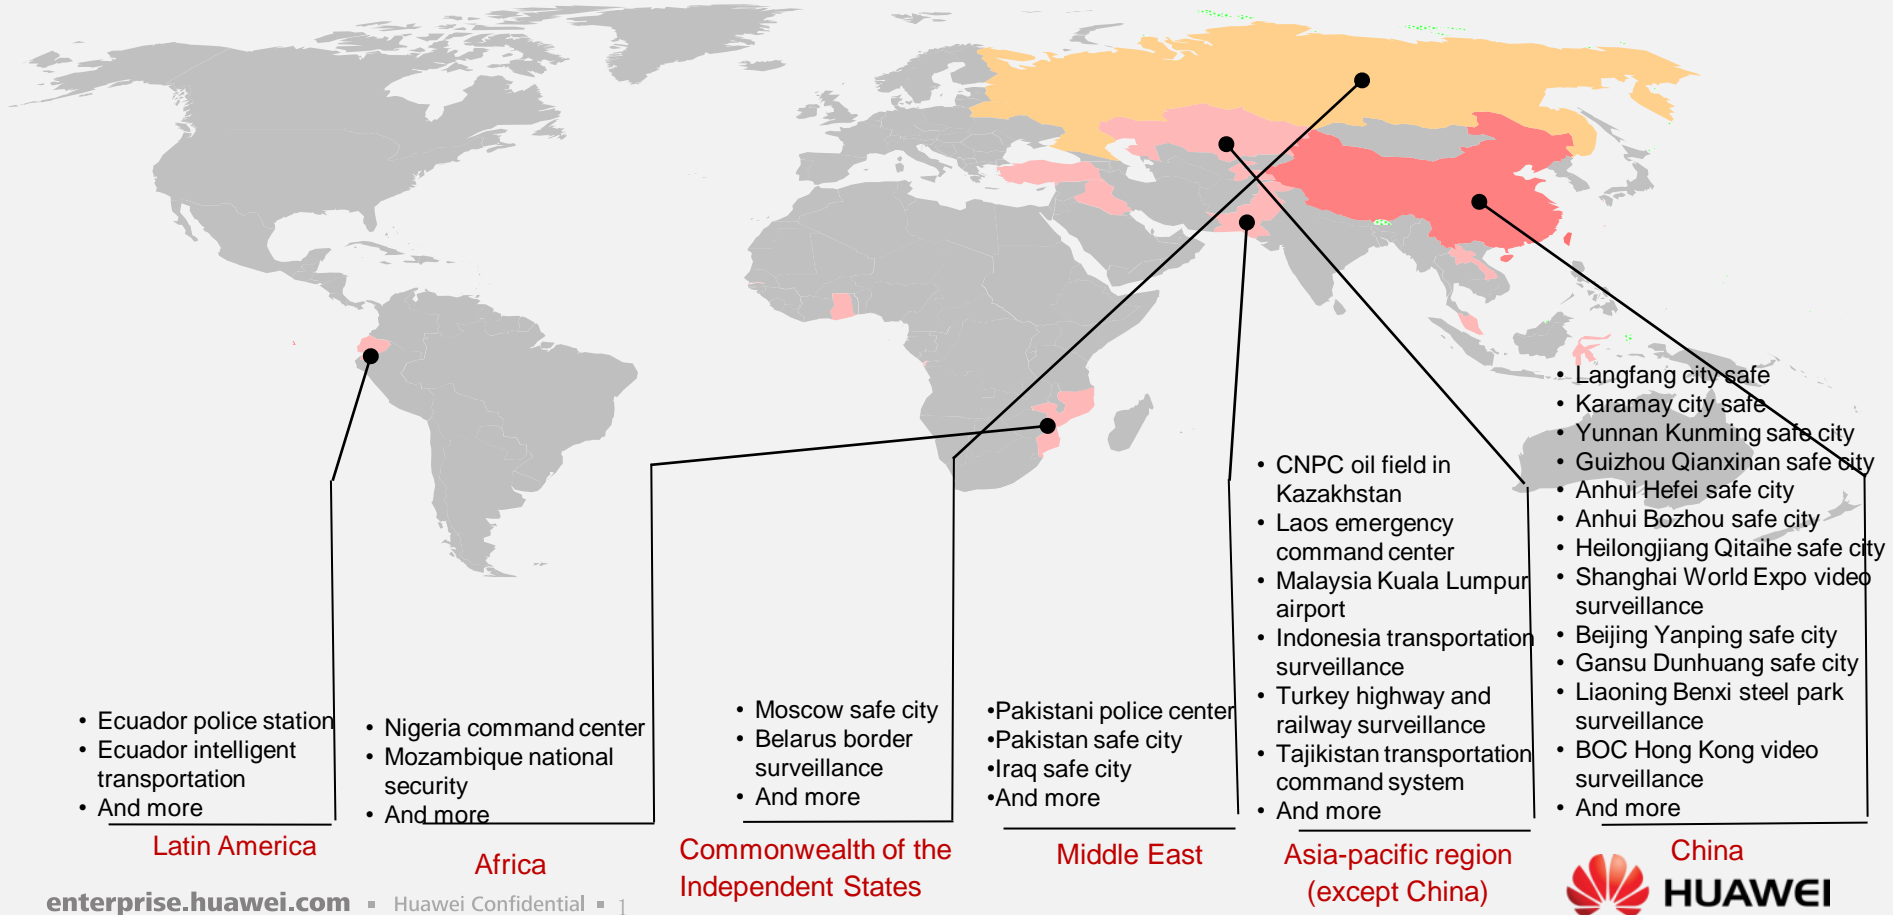 • Ecuador police station
• Ecuador intelligent
transportation
• And more
Latin America
• Nigeria command center
• Mozambique national
security
• And more
Africa
• Moscow safe city
• Belarus border
surveillance
• And more
Commonwealth of the
Independent States
•Pakistani police center
•Pakistan safe city
•Iraq safe city
•And more
Middle East
• CNPC oil field in
Kazakhstan
• Laos emergency
command center
• Malaysia Kuala Lumpur
airport
• Indonesia transportation
surveillance
• Turkey highway and
railway surveillance
• Tajikistan transportation
command system
• And more
Asia-pacific region
(except China)
• Langfang city safe
• Karamay city safe
• Yunnan Kunming safe city
• Guizhou Qianxinan safe city
• Anhui Hefei safe city
• Anhui Bozhou safe city
• Heilongjiang Qitaihe safe city
• Shanghai World Expo video
surveillance
• Beijing Yanping safe city
• Gansu Dunhuang safe city
• Liaoning Benxi steel park
surveillance
• BOC Hong Kong video
surveillance
• And more
China
enterprise.huawei.com ▪ Huawei Confidential ▪ 1
HUAWEI